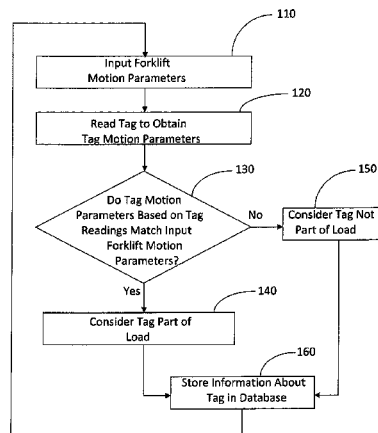 110
Input Forklift
Motion Parameters
120
Read Tag to Obtain
Tag Motion Parameters
130
Do Tag Motion
Parameters Based on Tag
Readings Match Input
Forklift Motion
Parameters?
No
150
Consider Tag Not
Part of Load
Yes
140
Consider Tag Part of
Load
160
Store Information About
Tag in Database